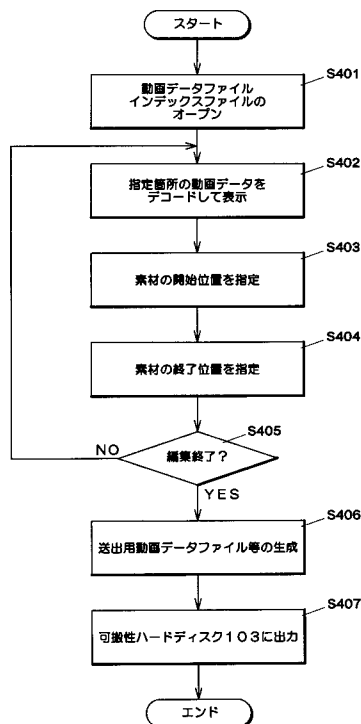 スタート
S401
動画データファイル
インデックスファイルの
オープン
S402
指定箇所の動画データを
デコードして表示
S403
素材の開始位置を指定
S404
素材の終了位置を指定
S405
編集終了?
NO
YES
S406
送出用動画データファイル等の生成
S407
可搬性ハードディスク103に出力
エンド